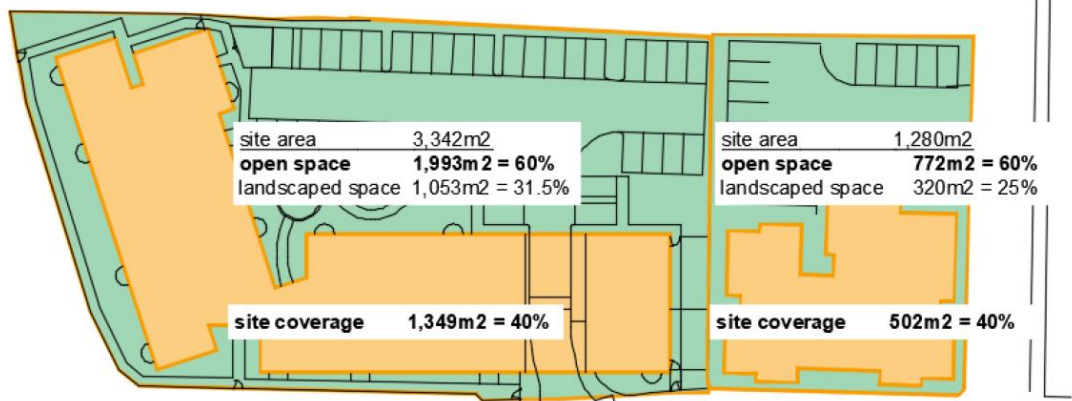 site area 3,342m2
open space 1,993m2 = 60%
landscaped space 1,053m2 = 31.5%
site coverage 1,349m2 = 40%
site area 1,280m2
open space 772m2 = 60%
landscaped space 320m2 = 25%
site coverage 502m2 = 40%